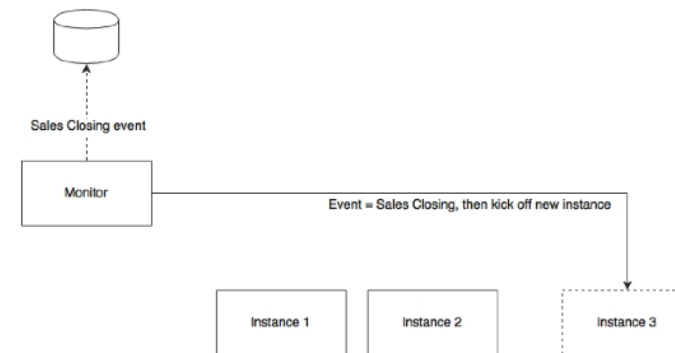 Sales Closing event
Monitor
Event = Sales Closing, then kick off new instance
Instance 1
Instance 2
Instance 3